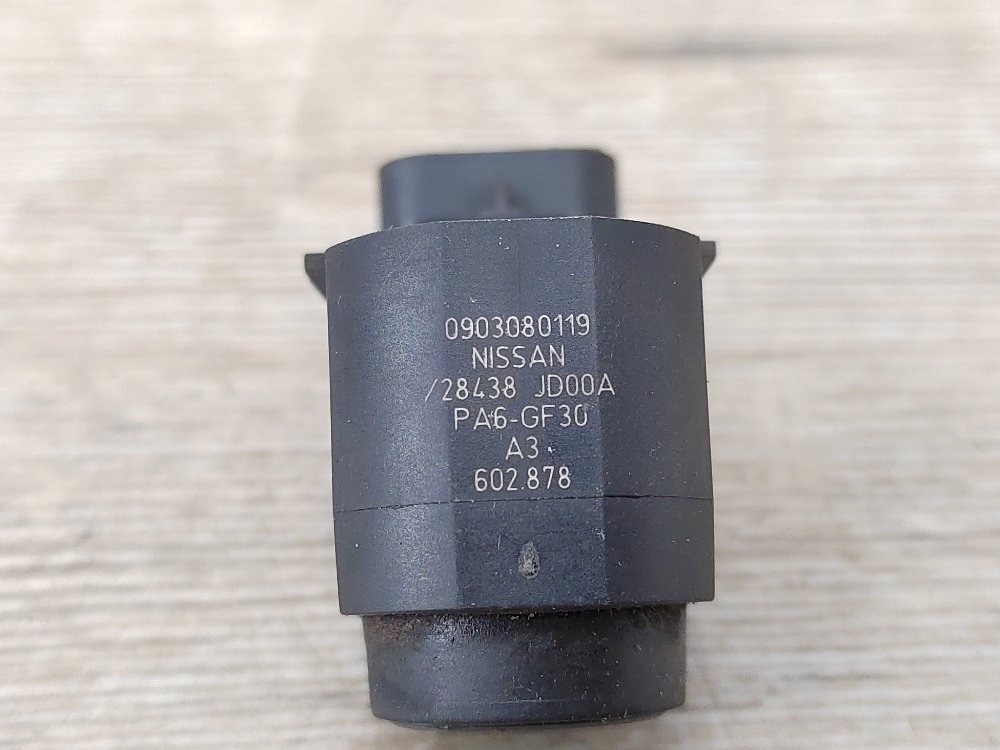 0903080119
NISSAN
/28438 JD00A
PA6-GF30
A3
602.878